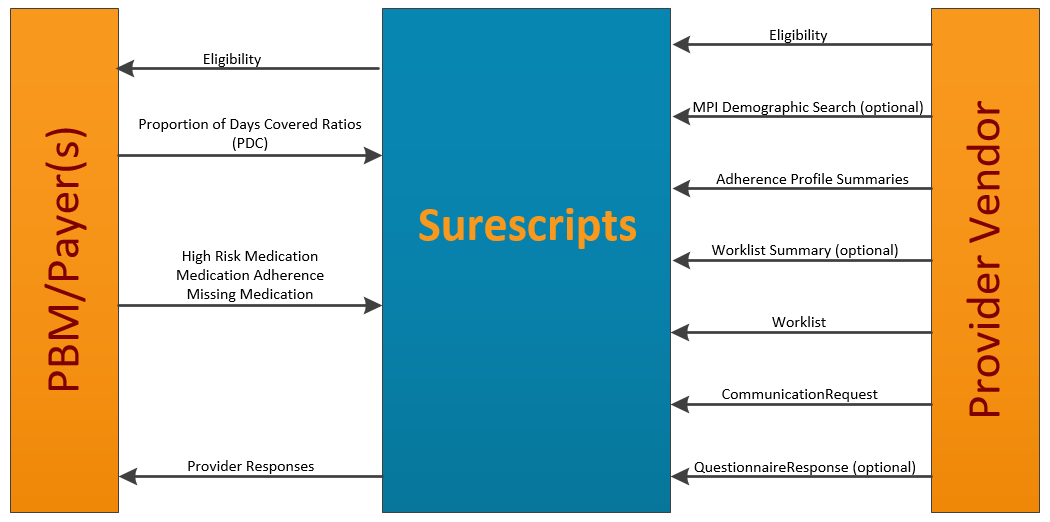 PBM/Payer(s)
Eligibility
Proportion of Days Covered Ratios
(PDC)
High Risk Medication
Medication Adherence
Missing Medication
Provider Responses
Surescripts
Eligibility
MPI Demographic Search (optional)
Adherence Profile Summaries
Worklist Summary (optional)
Worklist
CommunicationRequest
QuestionnaireResponse (optional)
Provider Vendor